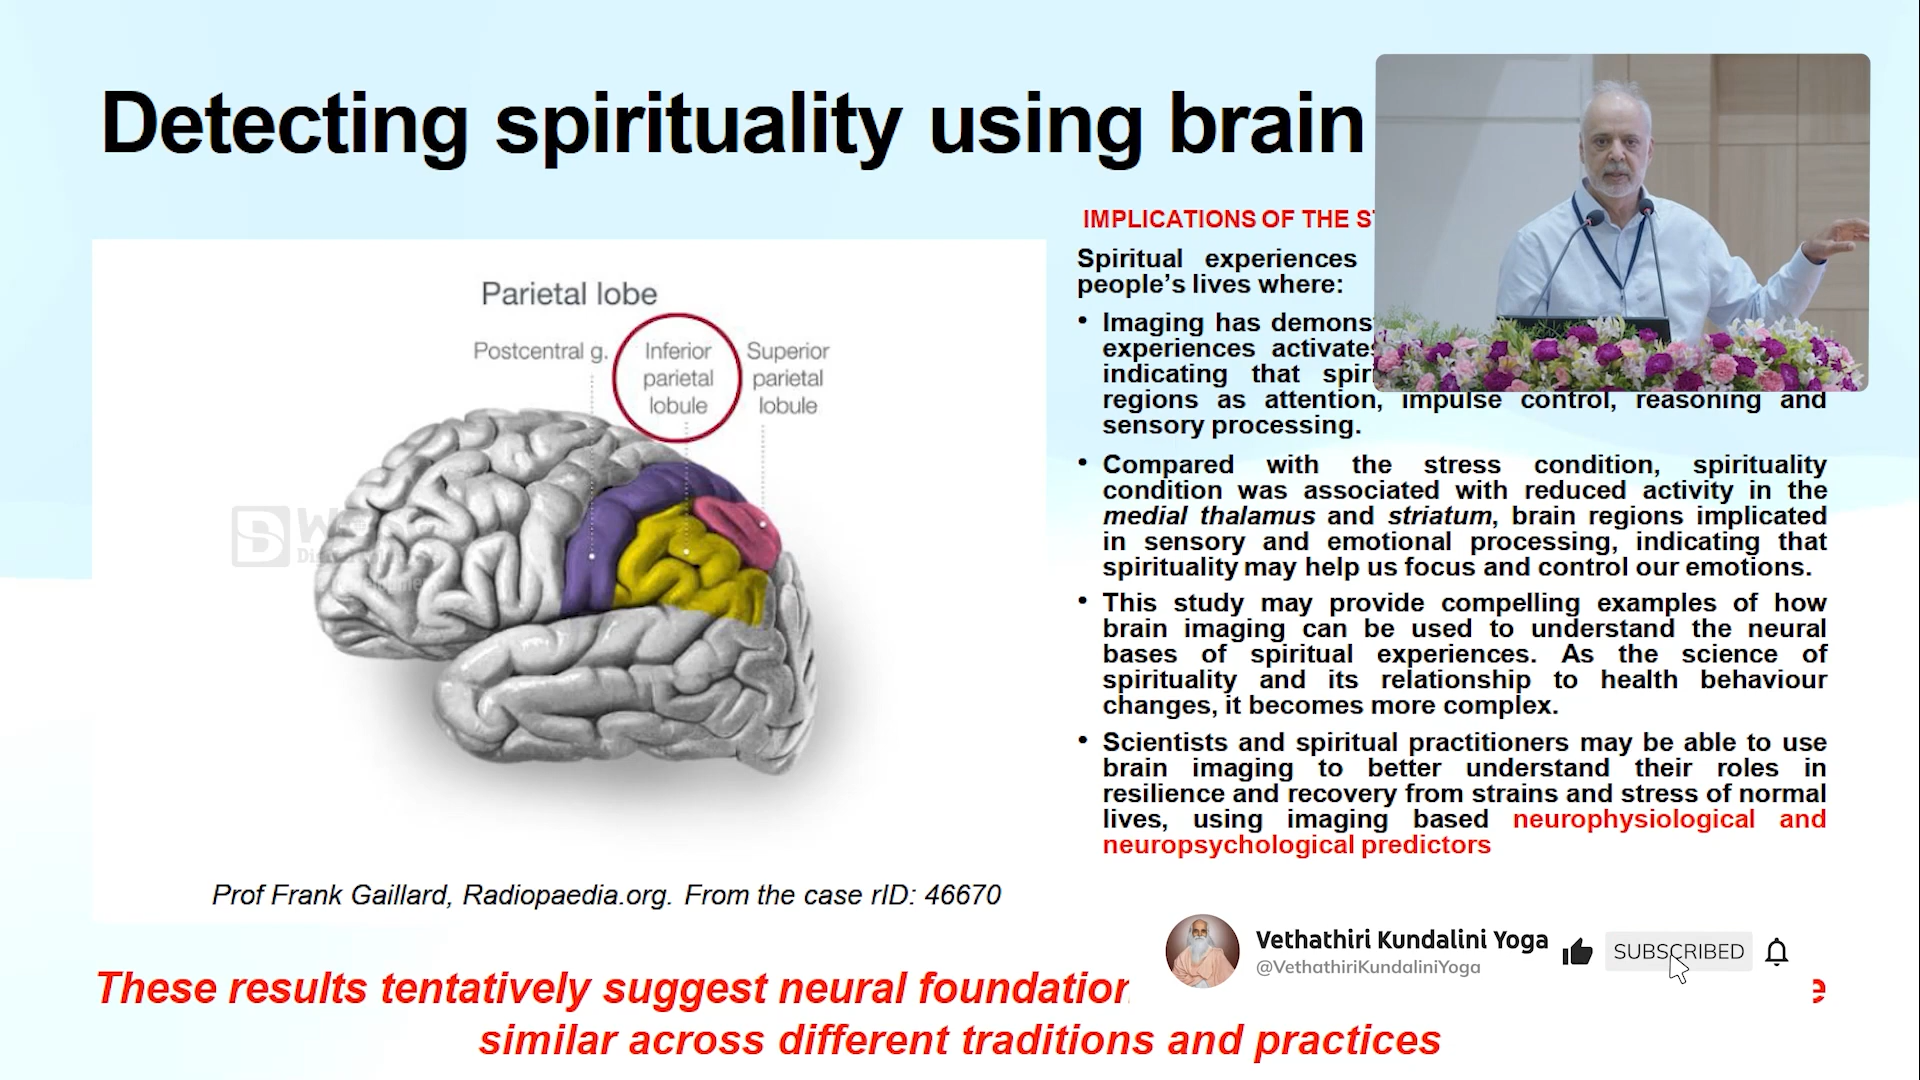 Detecting spirituality using brain
IMPLICATIONS OF THE
Spiritual experiences
people's lives where:
• Imaging has
experiences
indicating that
regions as attention, impulse control, reasoning and
sensory processing.
• Compared with the stress condition, spirituality
condition was associated with reduced activity in the
medial thalamus and striatum, brain regions implicated
in sensory and emotional processing, indicating that
spirituality may help us focus and control our emotions.
• This study may provide compelling examples of how
brain imaging can be used to understand the neural
bases of spiritual experiences. As the science of
spirituality and its relationship to health behaviour
changes, it becomes more complex.
• Scientists and spiritual practitioners may be able to use
brain imaging to better understand their roles in
resilience and recovery from strains and stress of normal
lives, using imaging based neurophysiological and
neuropsychological predictors
Parietal lobe
Postcentral g.
Inferior
parietal
lobule
Superior
parietal
lobule
Prof Frank Gaillard, Radiopaedia.org. From the case rID: 46670
Vethathiri Kundalini Yoga
@VethathiriKundaliniYoga
SUBSCRIBED
These results tentatively suggest neural
similar across different traditions and practices